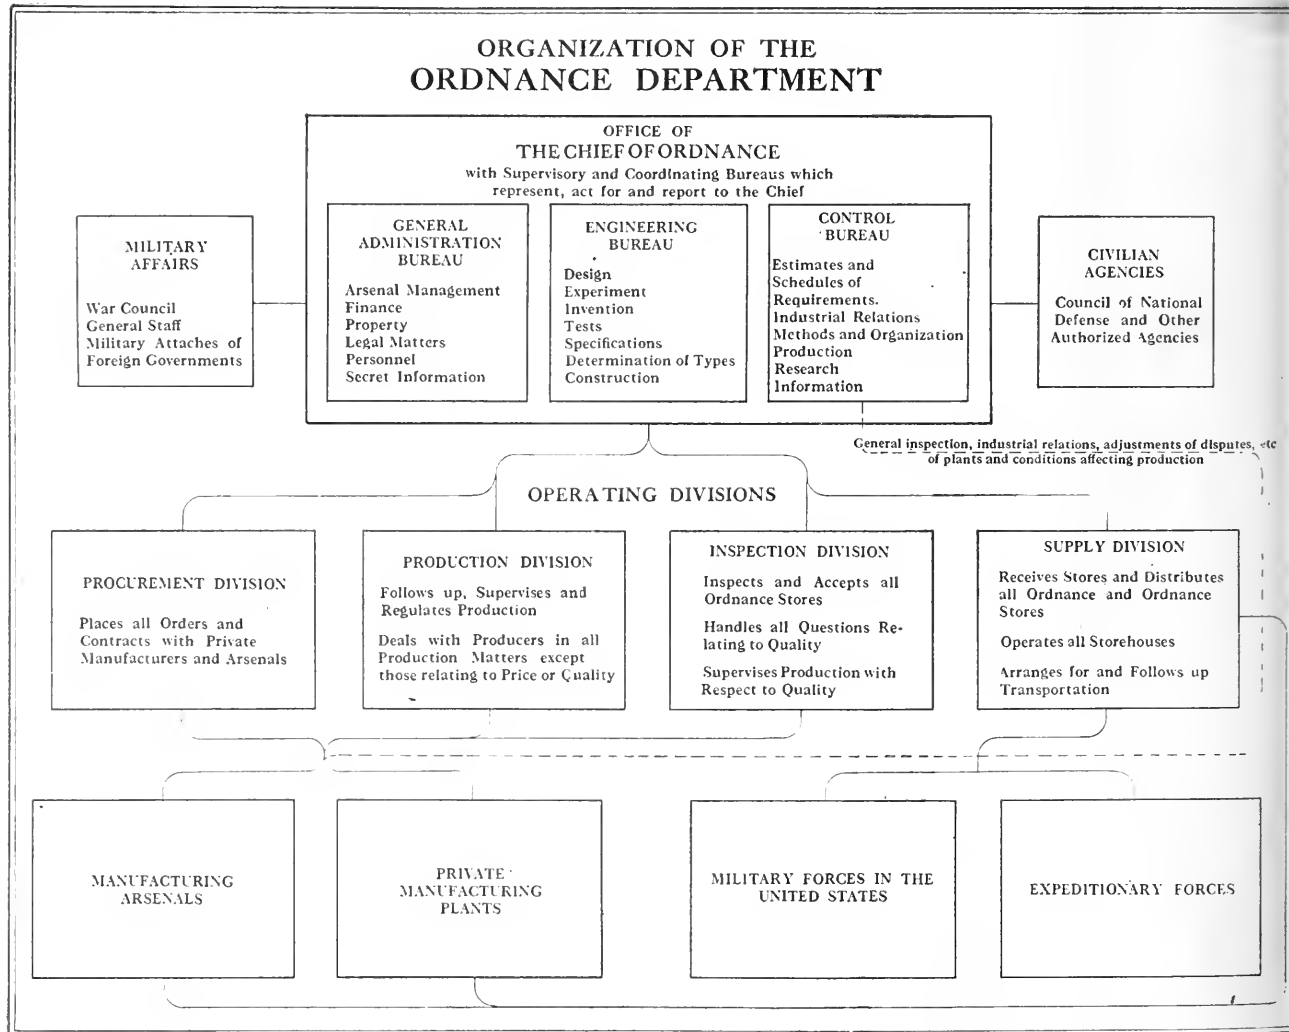 ORGANIZATION OF THE
ORDNANCE DEPARTMENT
OFFICE OF
THE CHIEF OF ORDNANCE
with Supervisory and Coordinating Bureaus which
represent, act for and report to the Chief
MILITARY
AFFAIRS
War Council
General Staff
Military Attaches of
Foreign Governments
GENERAL
ADMINISTRATION
BUREAU
Arsenal Management
Finance
Property
Legal Matters
Personnel
Secret Information
ENGINEERING
BUREAU
Design
Experiment
Invention
Tests
Specifications
Determination of Types
Construction
CONTROL
BUREAU
Estimates and
Schedules of
Requirements.
Industrial Relations
Methods and Organization
Production
Research
Information
CIVILIAN
AGENCIES
Council of National
Defense and Other
Authorized Agencies
General inspection, industrial relations, adjustments of disputes, etc
of plants and conditions affecting production
OPERATING DIVISIONS
PROCUREMENT DIVISION
Places all Orders and
Contracts with Private
Manufacturers and Arsenals
PRODUCTION DIVISION
Follows up, Supervises and
Regulates Production
Deals with Producers in all
Production Matters except
those relating to Price or Quality
INSPECTION DIVISION
Inspects and Accepts all
Ordnance Stores
Handles all Questions Re-
lating to Quality
Supervises Production with
Respect to Quality
SUPPLY DIVISION
Receives Stores and Distributes
all Ordnance and Ordnance
Stores
Operates all Storehouses
Arranges for and Follows up
Transportation
MANUFACTURING
ARSENALS
PRIVATE
MANUFACTURING
PLANTS
MILITARY FORCES IN THE
UNITED STATES
EXPEDITIONARY FORCES